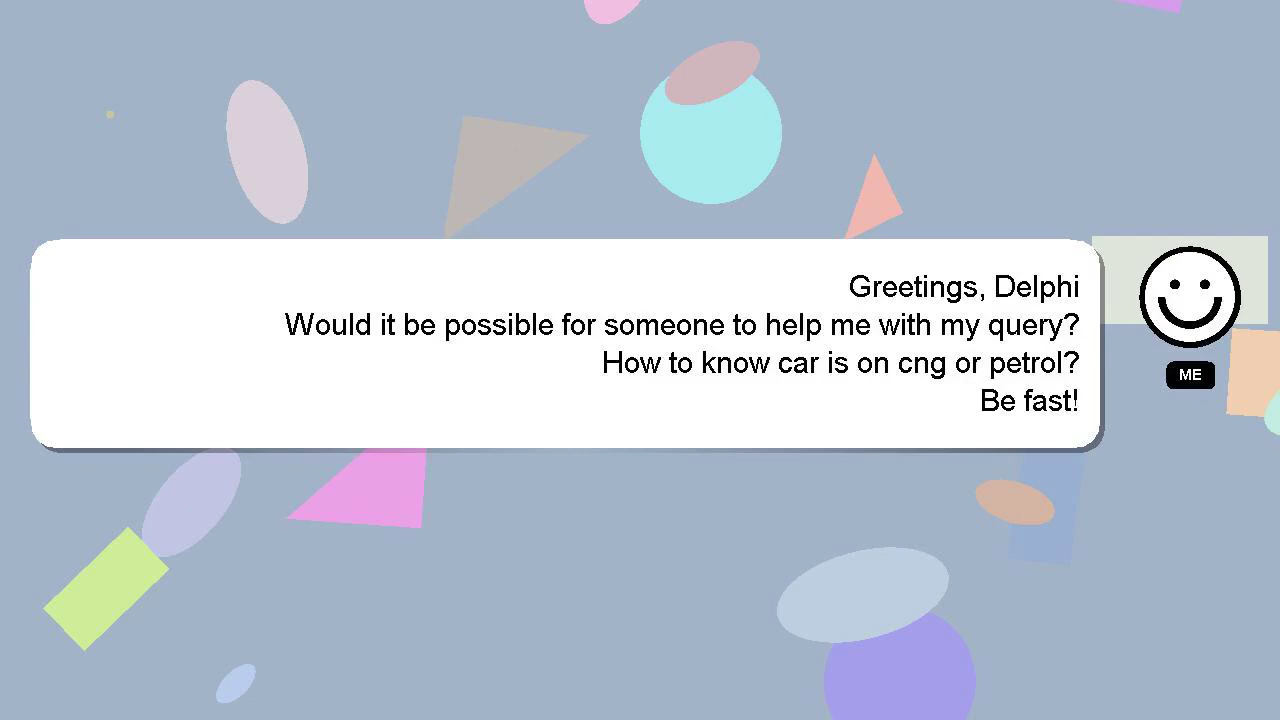 Greetings, Delphi
Would it be possible for someone to help me with my query?
How to know car is on cng or petrol?
Be fast!
ME